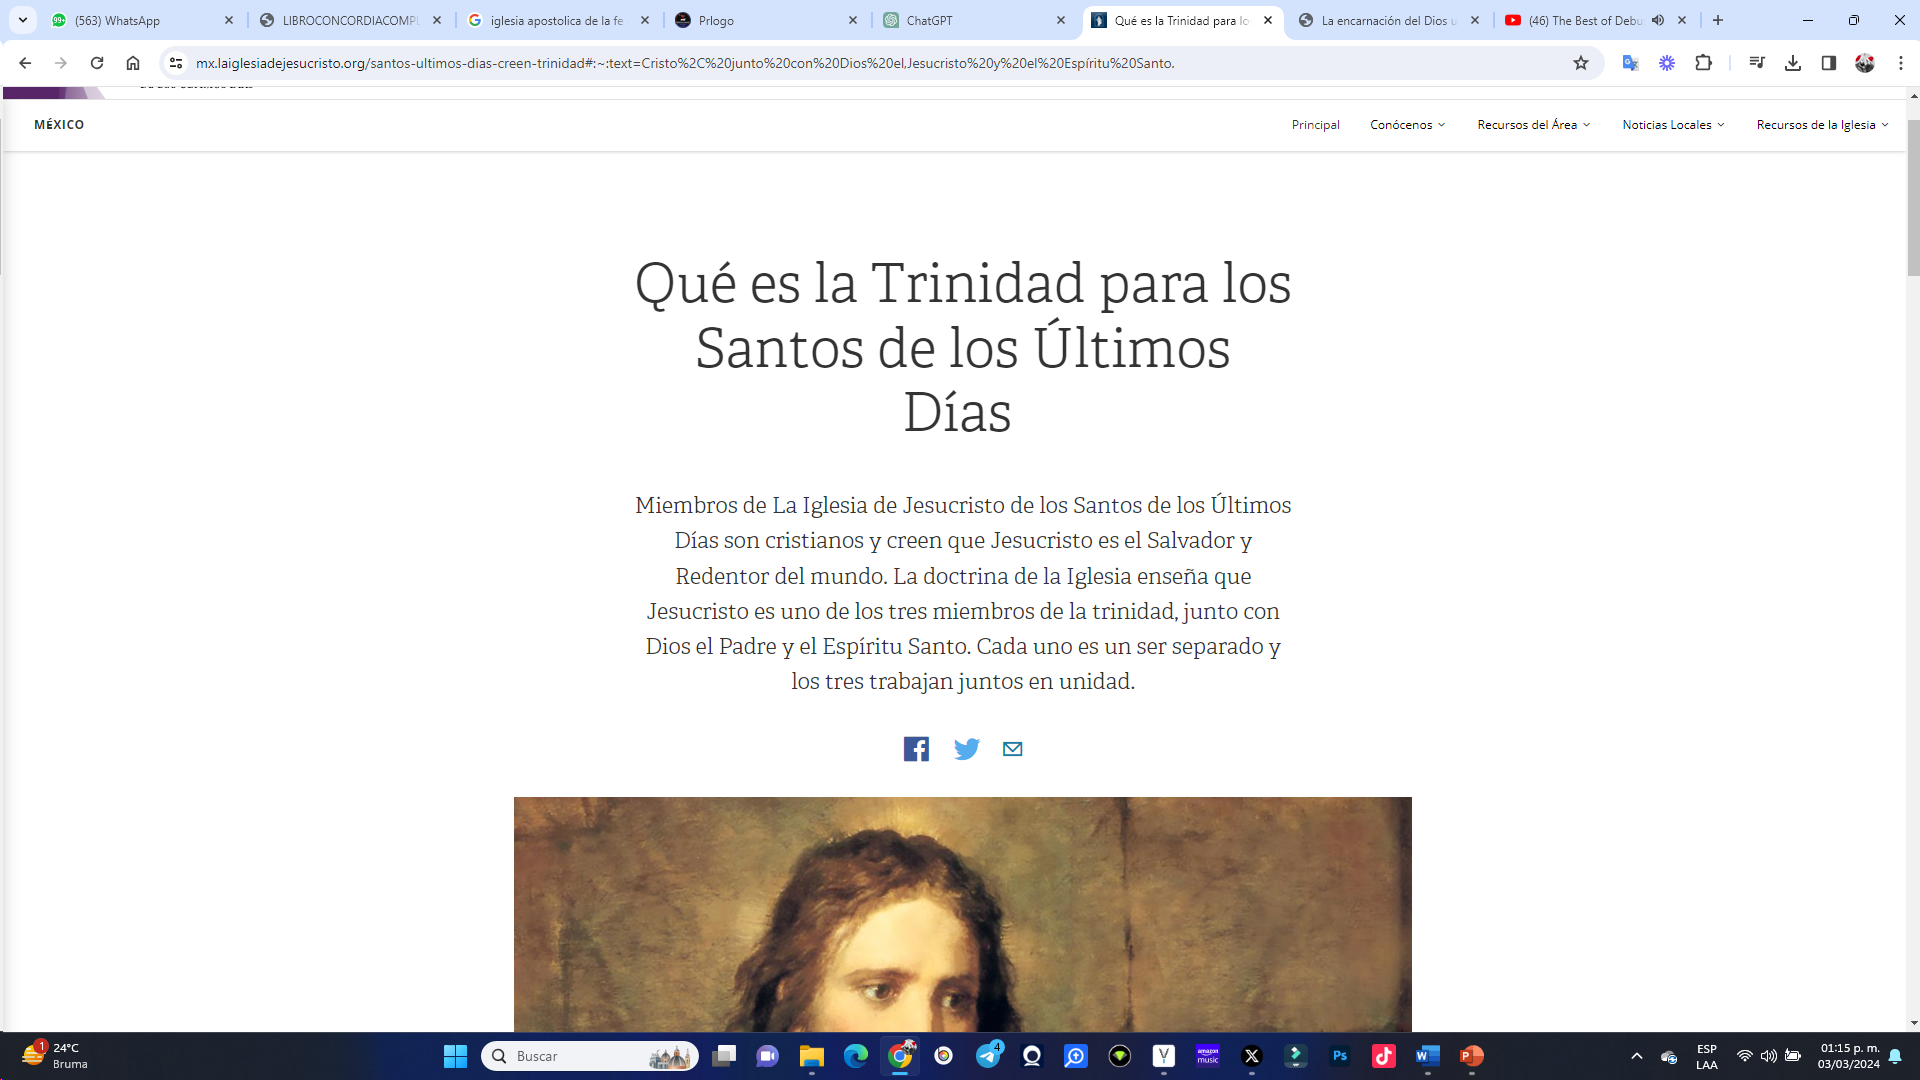 (563) WhatsApp
LIBROCONCORDIACOMPL
iglesia apostolica de la fe
Prlogo
ChatGPT
Qué es la Trinidad para lo
La encarnación del Dios u
(46) The Best of Debu
mx.laiglesiadejesucristo.org/santos-ultimos-dias-creen-trinidad#:~:text=Cristo%2C%20junto%20con%20Dios%20el,Jesucristo%20y%20el%20Espíritu%20Santo.
MÉXICO
Principal
Conócenos
Recursos del Área
Noticias Locales
Recursos de la Iglesia
Qué es la Trinidad para los
Santos de los Últimos
Días
Miembros de La Iglesia de Jesucristo de los Santos de los Últimos
Días son cristianos y creen que Jesucristo es el Salvador y
Redentor del mundo. La doctrina de la Iglesia enseña que
Jesucristo es uno de los tres miembros de la trinidad, junto con
Dios el Padre y el Espíritu Santo. Cada uno es un ser separado y
los tres trabajan juntos en unidad.
1
24°C
Bruma
Buscar
4
amazon
music
Ps
ESP
LAA
01:15 p. m.
03/03/2024